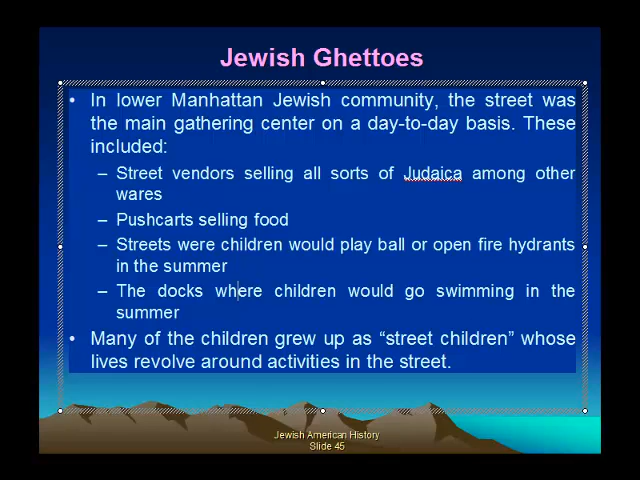 Jewish Ghettoes
• In lower Manhattan Jewish community, the street was
the main gathering center on a day-to-day basis. These
included:
– Street vendors selling all sorts of Judaica among other
wares
– Pushcarts selling food
– Streets were children would play ball or open fire hydrants
in the summer
– The docks where children would go swimming in the
summer
• Many of the children grew up as “street children” whose
lives revolve around activities in the street.
Jewish American History
Slide 45